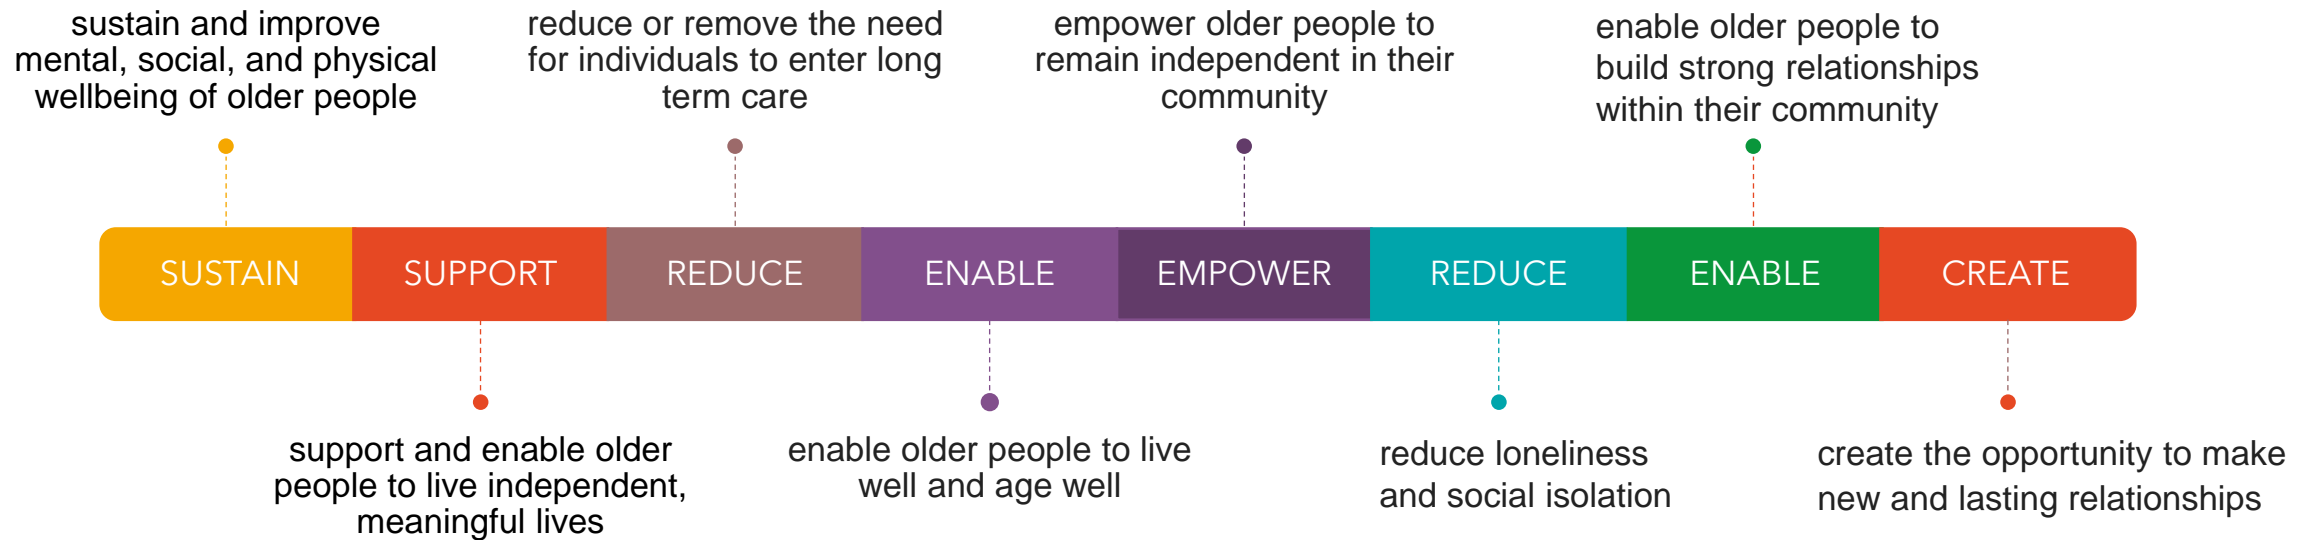 sustain and improve
mental, social, and physical
wellbeing of older people
reduce or remove the need
for individuals to enter long
term care
empower older people to
remain independent in their
community
enable older people to
build strong relationships
within their community
SUSTAIN
SUPPORT
REDUCE
ENABLE
EMPOWER
REDUCE
ENABLE
CREATE
support and enable older
people to live independent,
meaningful lives
enable older people to live
well and age well
reduce loneliness
and social isolation
create the opportunity to make
new and lasting relationships